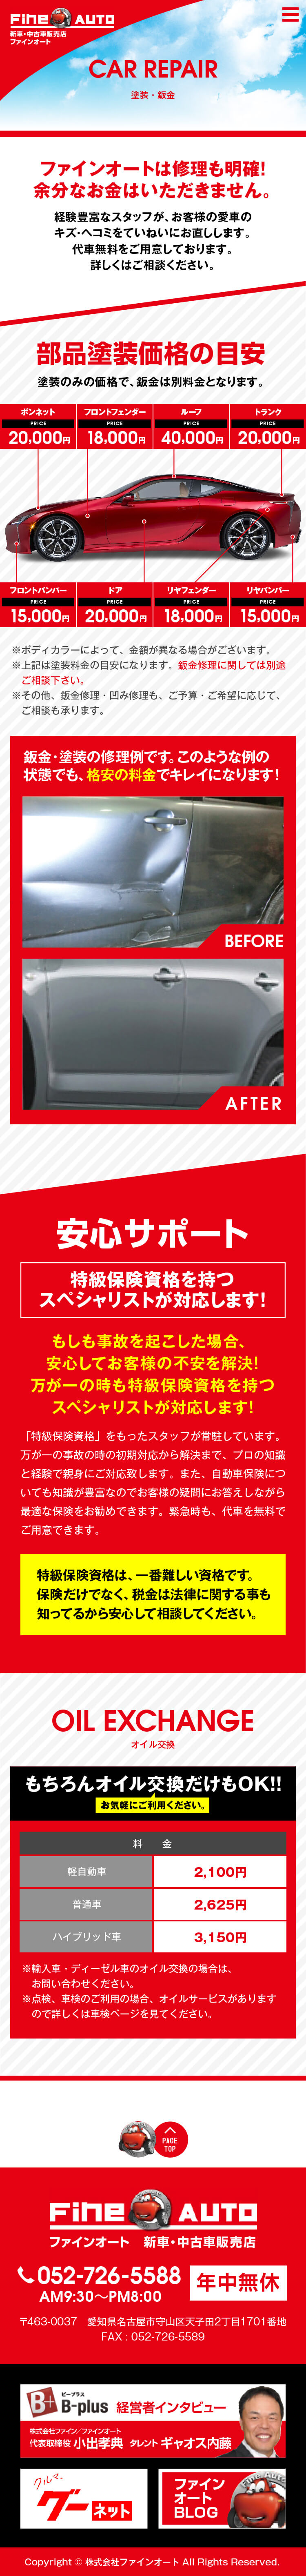 Fine AUTO
新車・中古車販売店
ファインオート
CAR REPAIR
塗装・鈑金
ファインオートは修理も明確!
余分なお金はいただきません。
経験豊富なスタッフが、お客様の愛車の
キズ・ヘコミをていねいにお直しします。
代車無料をご用意しております。
詳しくはご相談ください。
部品塗装価格の目安
塗装のみの価格で、鈑金は別料金となります。
ボンネット フロントフェンダー ルーフ トランク
PRICE PRICE PRICE PRICE
20,000円 18,000円 40,000円 20,000円
フロントバンパー ドア リヤフェンダー リヤバンパー
PRICE PRICE PRICE PRICE
15,000円 20,000円 18,000円 15,000円
※ボディカラーによって、金額が異なる場合がございます。
※上記は塗装料金の目安になります。鈑金修理に関しては別途
ご相談下さい。
※その他、鈑金修理・凹み修理も、ご予算・ご希望に応じて、
ご相談も承ります。
鈑金・塗装の修理例です。このような例の
状態でも、格安の料金でキレイになります!
BEFORE
AFTER
安心サポート
特級保険資格を持つ
スペシャリストが対応します!
もしも事故を起こした場合、
安心してお客様の不安を解決!
万が一の時も特級保険資格を持つ
スペシャリストが対応します!
「特級保険資格」をもったスタッフが常駐しています。
万が一の事故の時の初期対応から解決まで、プロの知識
と経験で親身にご対応致します。また、自動車保険につ
いても知識が豊富なのでお客様の疑問にお答えしながら
最適な保険をお勧めできます。緊急時も、代車を無料で
ご用意できます。
特級保険資格は、一番難しい資格です。
保険だけでなく、税金は法律に関する事も
知ってるから安心して相談してください。
OIL EXCHANGE
オイル交換
もちろんオイル交換だけもOK!!
お気軽にご利用ください。
料 金
軽自動車 2,100円
普通車 2,625円
ハイブリッド車 3,150円
※輸入車・ディーゼル車のオイル交換の場合は、
お問い合わせください。
※点検、車検のご利用の場合、オイルサービスがあります
ので詳しくは車検ページを見てください。
PAGE
TOP
Fine AUTO
ファインオート 新車・中古車販売店
052-726-5588
AM9:30〜PM8:00
年中無休
〒463-0037 愛知県名古屋市守山区天子田2丁目1701番地
FAX : 052-726-5589
B+
ビープラス
B-plus 経営者インタビュー
株式会社ファイン/ファインオート
代表取締役 小出孝典 タレント ギャオス内藤
クルマ、
グーネット
ファイン
オート
BLOG
Copyright © 株式会社ファインオート All Rights Reserved.